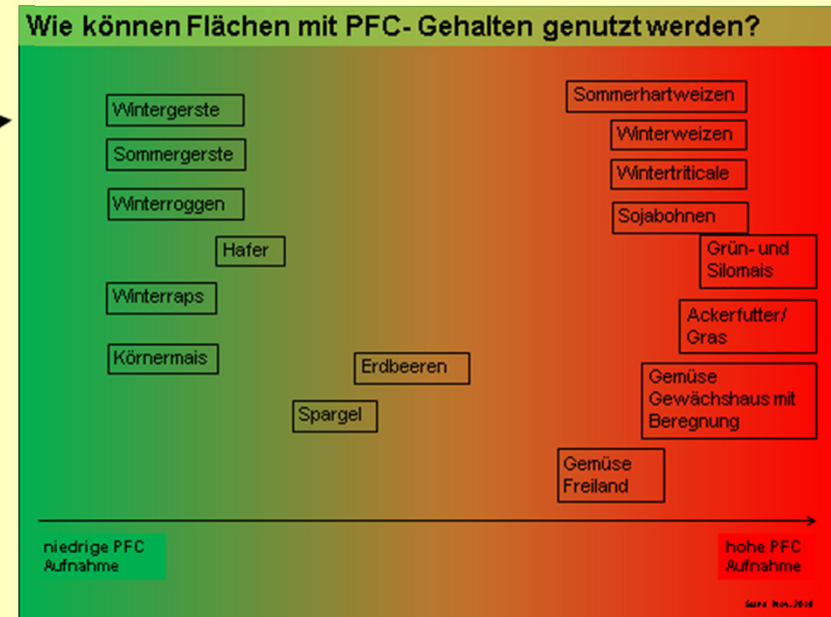 Wie können Flächen mit PFC- Gehalten genutzt werden?
Wintergerste
Sommergerste
Winterroggen
Hafer
Winterraps
Körnermais
Erdbeeren
Spargel
Sommerhartweizen
Winterweizen
Wintertriticale
Sojabohnen
Grün- und
Silomais
Ackerfutter/
Gras
Gemüse
Gewächshaus mit
Beregnung
Gemüse
Freiland
niedrige PFC
Aufnahme
hohe PFC
Aufnahme